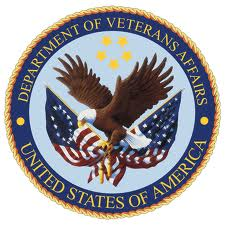 DEPARTMENT OF VETERANS AFFAIRS
UNITED STATES OF AMERICA